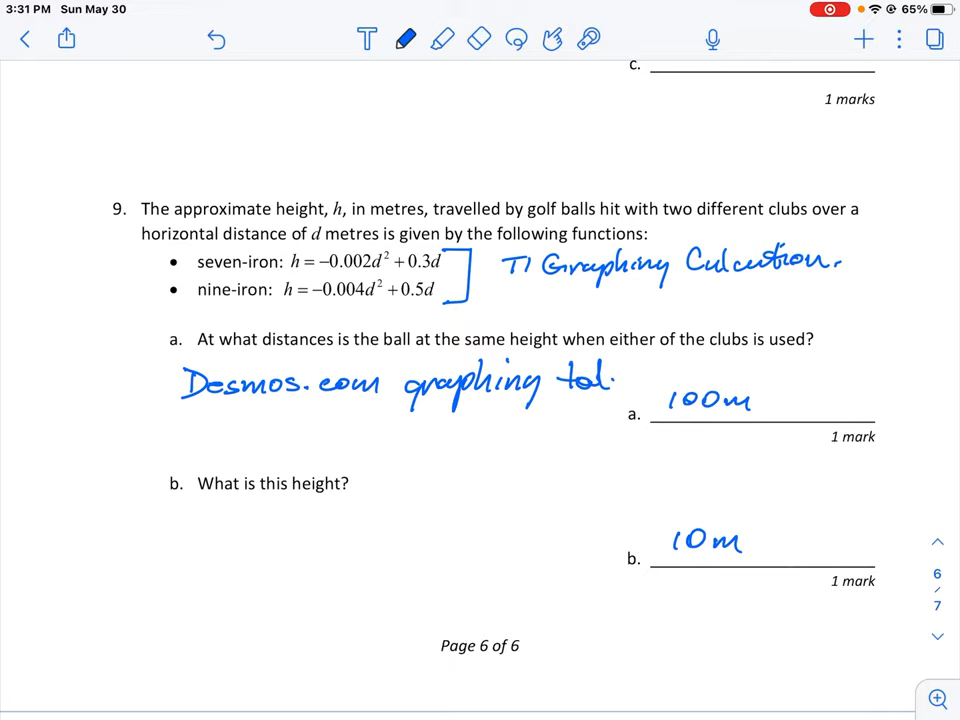 3:31 PM Sun May 30
65%
T
c.
1 marks
9. The approximate height, h, in metres, travelled by golf balls hit with two different clubs over a
horizontal distance of d metres is given by the following functions:
• seven-iron: h = −0.002d² + 0.3d
TI Graphing Culcution.
• nine-iron: h = −0.004d² + 0.5d
a. At what distances is the ball at the same height when either of the clubs is used?
Desmos.com graphing tol.
a. 100m
1 mark
b. What is this height?
b. 10m
1 mark
6
/
7
Page 6 of 6